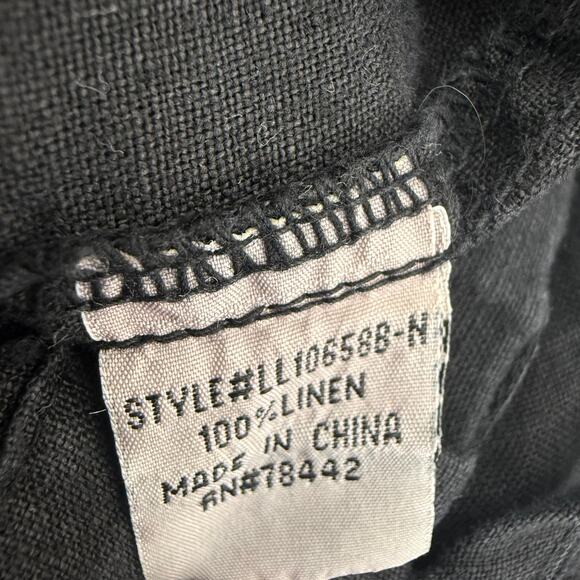 STYLE#LL10658B-N
100%LINEN
MADE IN CHINA
RN#78442